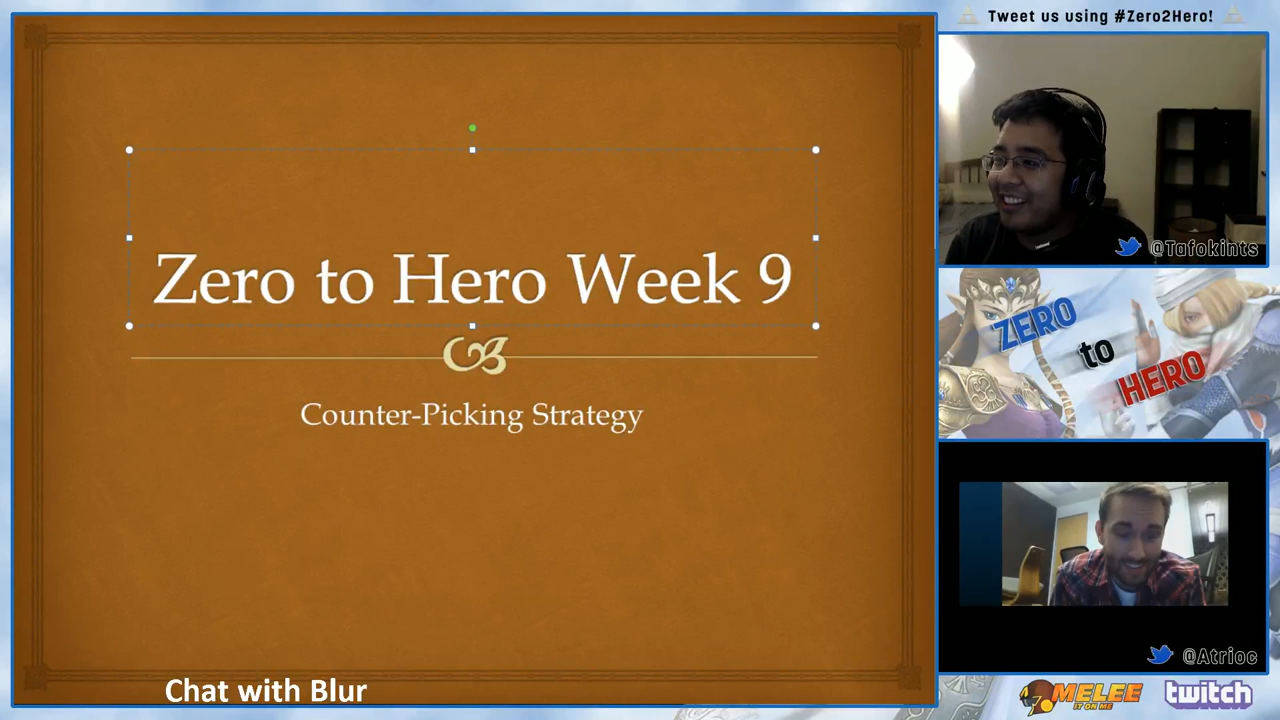 Tweet us using #Zero2Hero!
Zero to Hero Week 9
Counter-Picking Strategy
Chat with Blur
@Tafokints
ZERO
to
HERO
@Atrioc
MELEE
IT ON ME
twitch